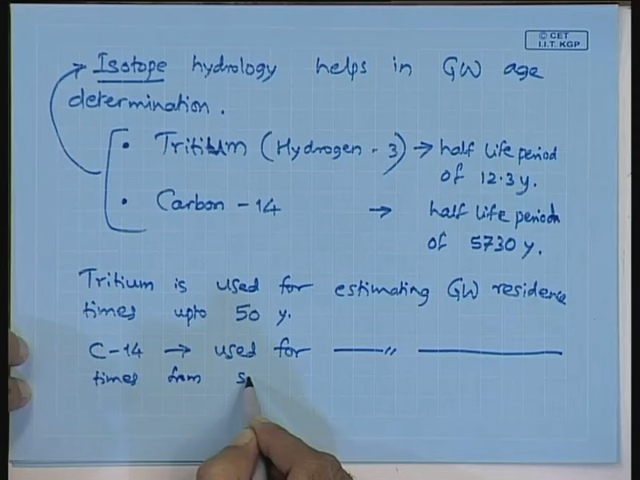 © CET
I.I.T. KGP
Isotope hydrology helps in GW age
determination.
• Tritium (Hydrogen - 3) → half life period
of 12.3 y.
• Carbon - 14 → half life period
of 5730 y.
Tritium is used for estimating GW residence
times upto 50 y.
C-14 → used for ——〃 ——
times from s